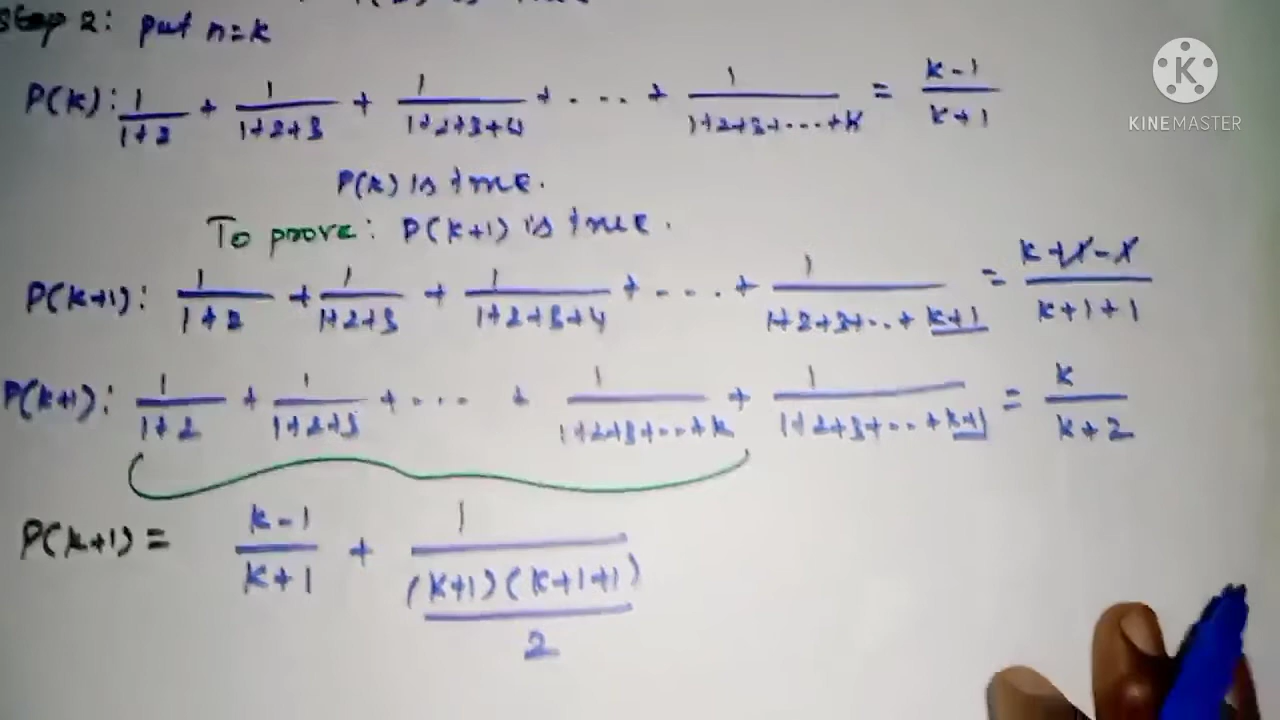 Step 2: put n=k
P(k): 1/(1+2) + 1/(1+2+3) + 1/(1+2+3+4) + .... + 1/(1+2+3+....+k) = (k-1)/(k+1)
KINEMASTER
P(k) is true.
To prove: P(k+1) is true.
P(k+1): 1/(1+2) + 1/(1+2+3) + 1/(1+2+3+4) + .... + 1/(1+2+3+..+k+1) = (k+1-1)/(k+1+1)
P(k+1): 1/(1+2) + 1/(1+2+3) + .... + 1/(1+2+3+...+k) + 1/(1+2+3+..+k+1) = k/(k+2)
P(k+1) = (k-1)/(k+1) + 1/((k+1)(k+1+1)/2)